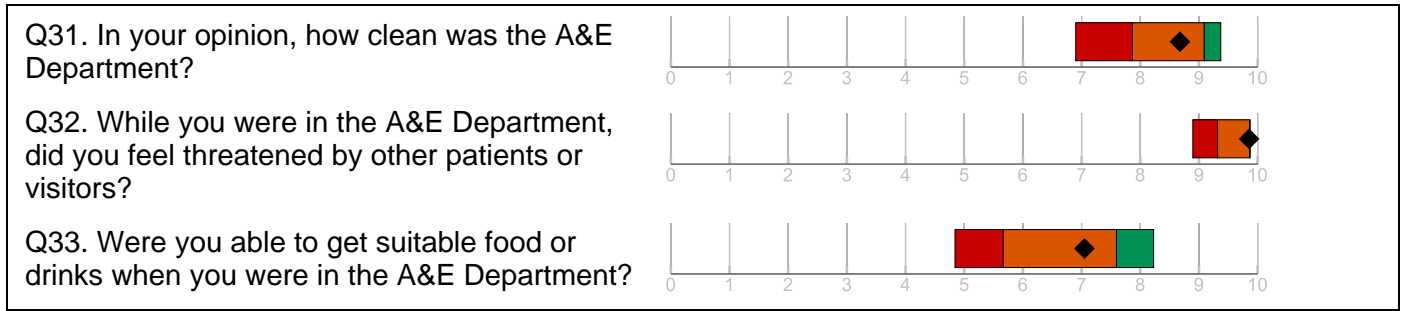 Q31. In your opinion, how clean was the A&E
Department?
0 1 2 3 4 5 6 7 8 9 10
Q32. While you were in the A&E Department,
did you feel threatened by other patients or
visitors?
0 1 2 3 4 5 6 7 8 9 10
Q33. Were you able to get suitable food or
drinks when you were in the A&E Department?
0 1 2 3 4 5 6 7 8 9 10